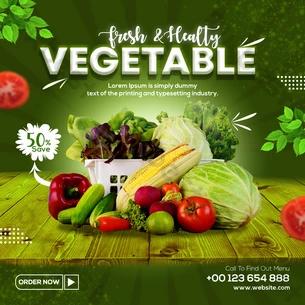 Fresh & Healty
VEGETABLE
Lorem Ipsum is simply dummy
text of the printing and typesetting industry.
50%
Save
ORDER NOW
Call To Find Out Menu
+00 123 654 888
www.website.com